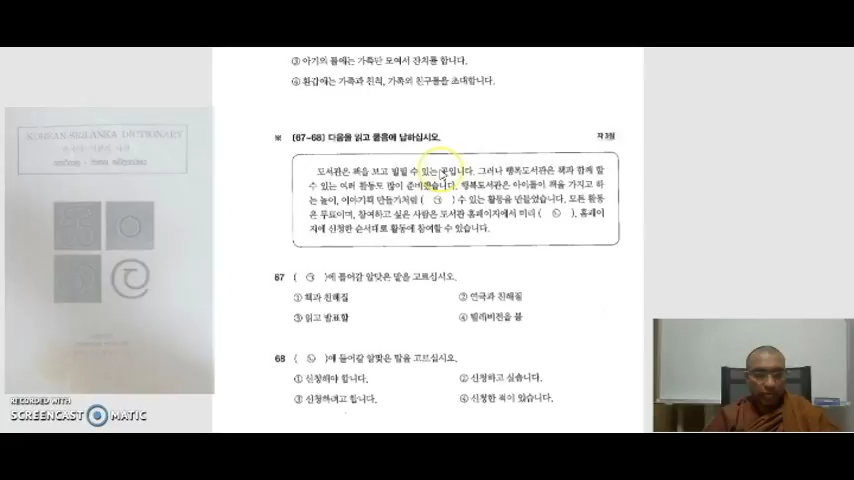 ③ 아기의 돌에는 가족만 모여서 잔치를 합니다.
④ 환갑에는 가족과 친척, 가족의 친구들을 초대합니다.
※ [67~68] 다음을 읽고 물음에 답하십시오. 각 3점
도서관은 책을 보고 빌릴 수 있는 곳입니다. 그러나 행복도서관은 책과 함께 할
수 있는 여러 활동도 많이 준비했습니다. 행복도서관은 아이들이 책을 가지고 하
는 놀이, 이야기책 만들기처럼 ( ㉠ ) 수 있는 활동을 만들었습니다. 모든 활동
은 무료이며, 참여하고 싶은 사람은 도서관 홈페이지에서 미리 ( ㉡ ). 홈페이
지에 신청한 순서대로 활동에 참여할 수 있습니다.
67 ( ㉠ )에 들어갈 알맞은 말을 고르십시오.
① 책과 친해질 ② 연극과 친해질
③ 읽고 발표할 ④ 텔레비전을 볼
68 ( ㉡ )에 들어갈 알맞은 말을 고르십시오.
① 신청해야 합니다. ② 신청하고 싶습니다.
③ 신청하려고 합니다. ④ 신청한 적이 있습니다.
KOREAN-SRILANKA DICTIONARY
RECORDED WITH
SCREENCAST MATIC